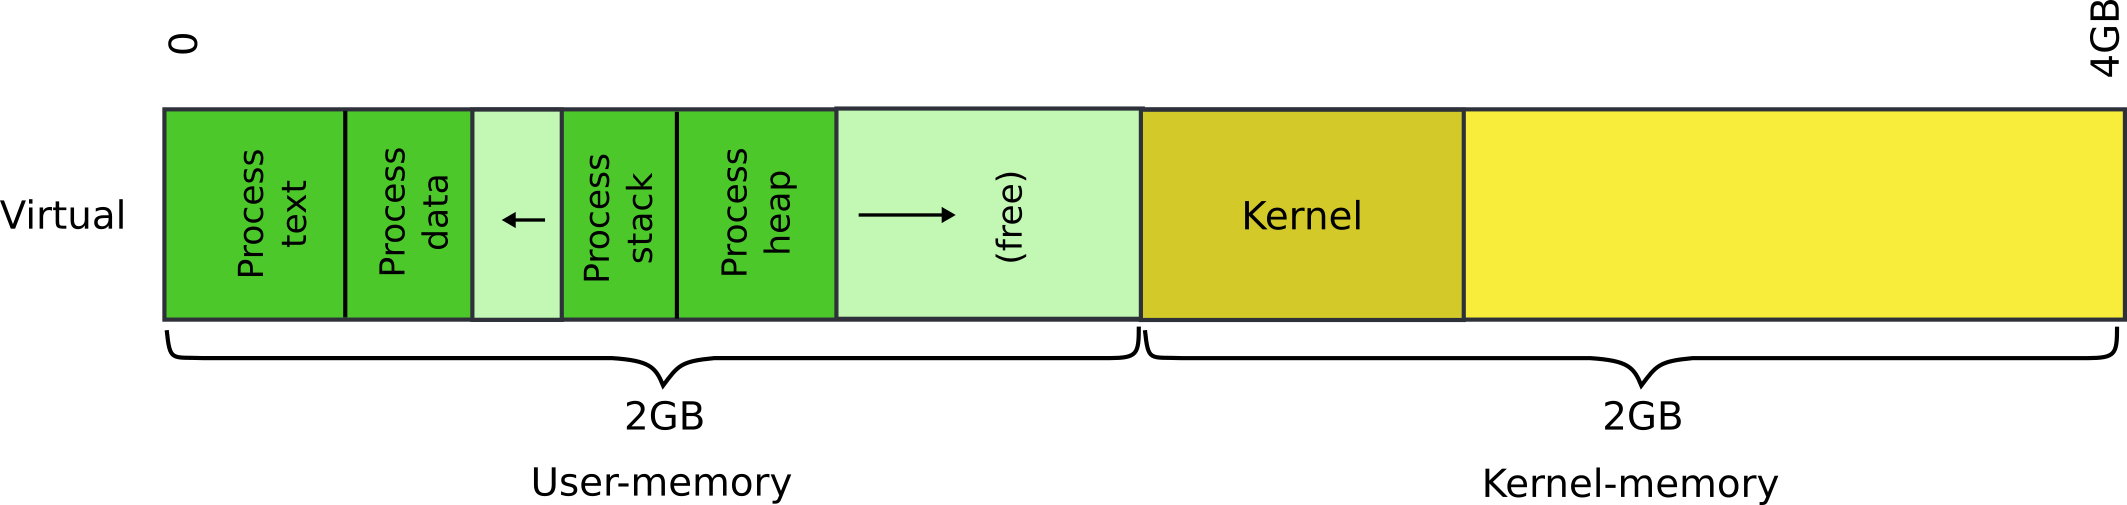 0
4GB
Virtual
Process
text
Process
data
Process
stack
Process
heap
(free)
Kernel
2GB
2GB
User-memory
Kernel-memory